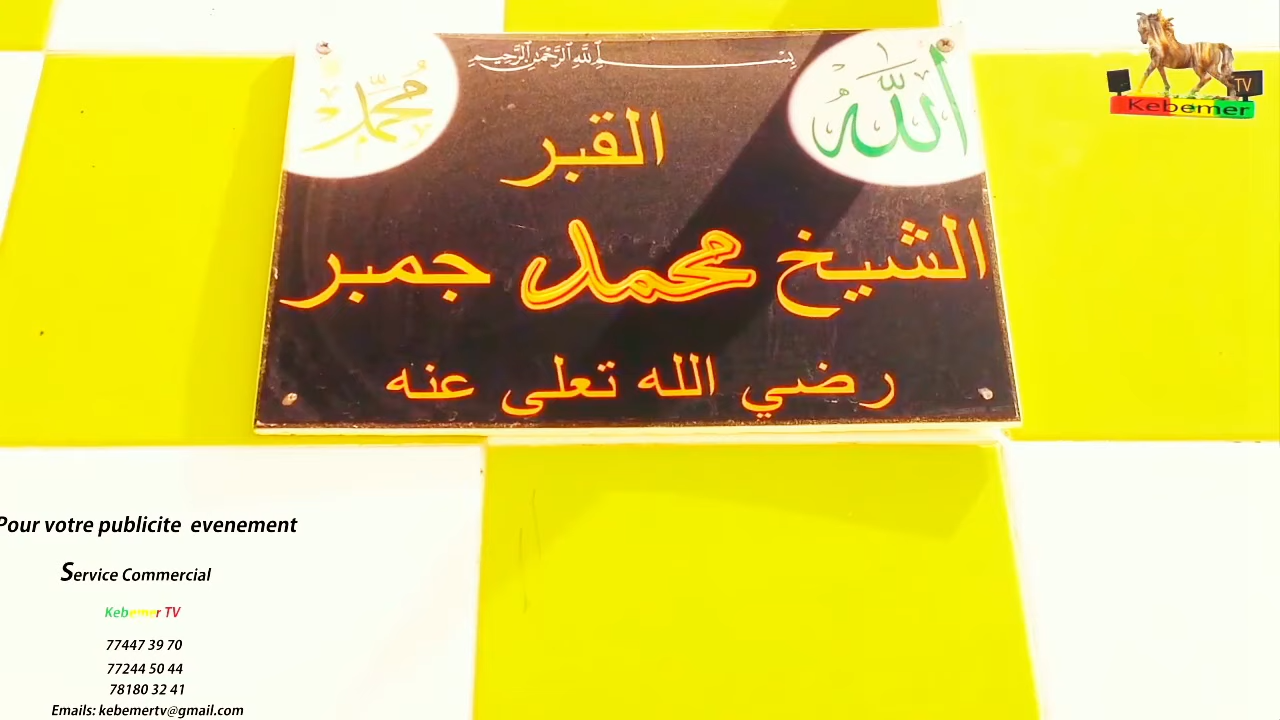 بسم الله الرحمن الرحيم
الله
محمد
القبر
الشيخ محمد جمبر
رضي الله تعلى عنه
TV
Kebemer
Pour votre publicite evenement
Service Commercial
Kebemer TV
77447 39 70
77244 50 44
78180 32 41
Emails: kebemertv@gmail.com